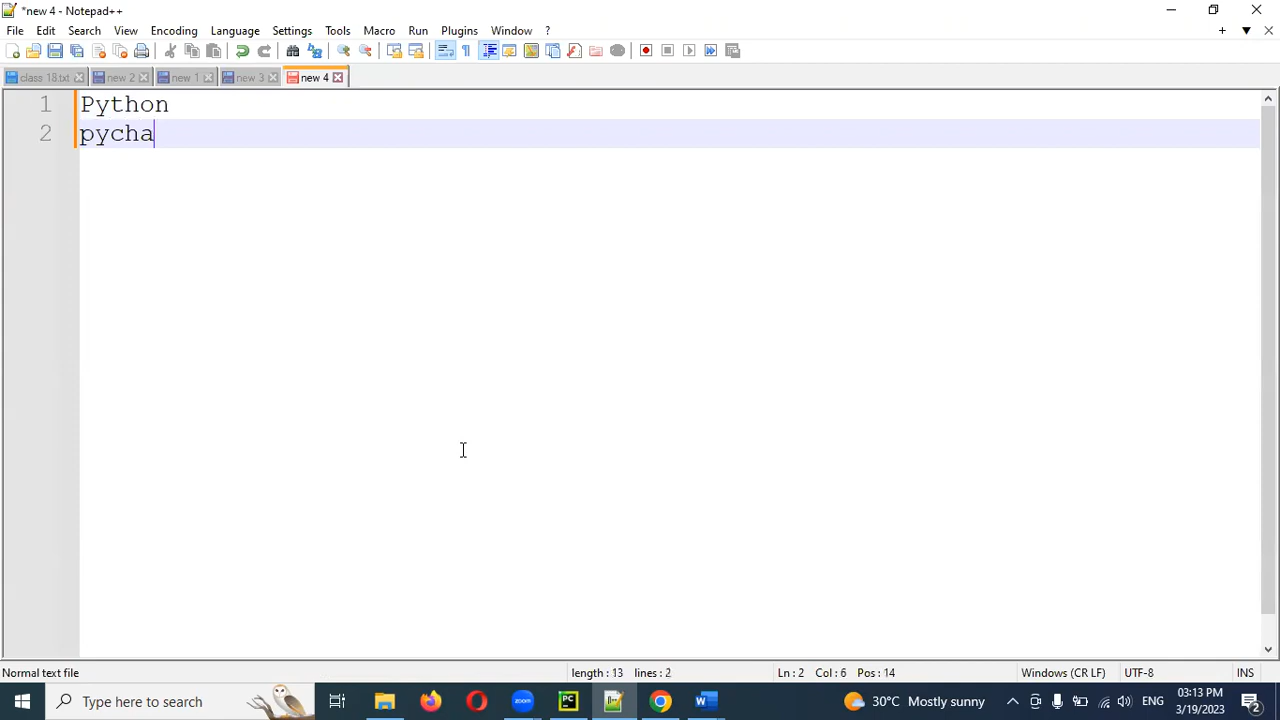 *new 4 - Notepad++
File Edit Search View Encoding Language Settings Tools Macro Run Plugins Window ?
class 18.txt new 2 new 1 new 3 new 4
1 Python
2 pycha
Normal text file length : 13 lines : 2 Ln : 2 Col : 6 Pos : 14 Windows (CR LF) UTF-8 INS
Type here to search zoom PC W 30°C Mostly sunny ENG 03:13 PM
3/19/2023 2